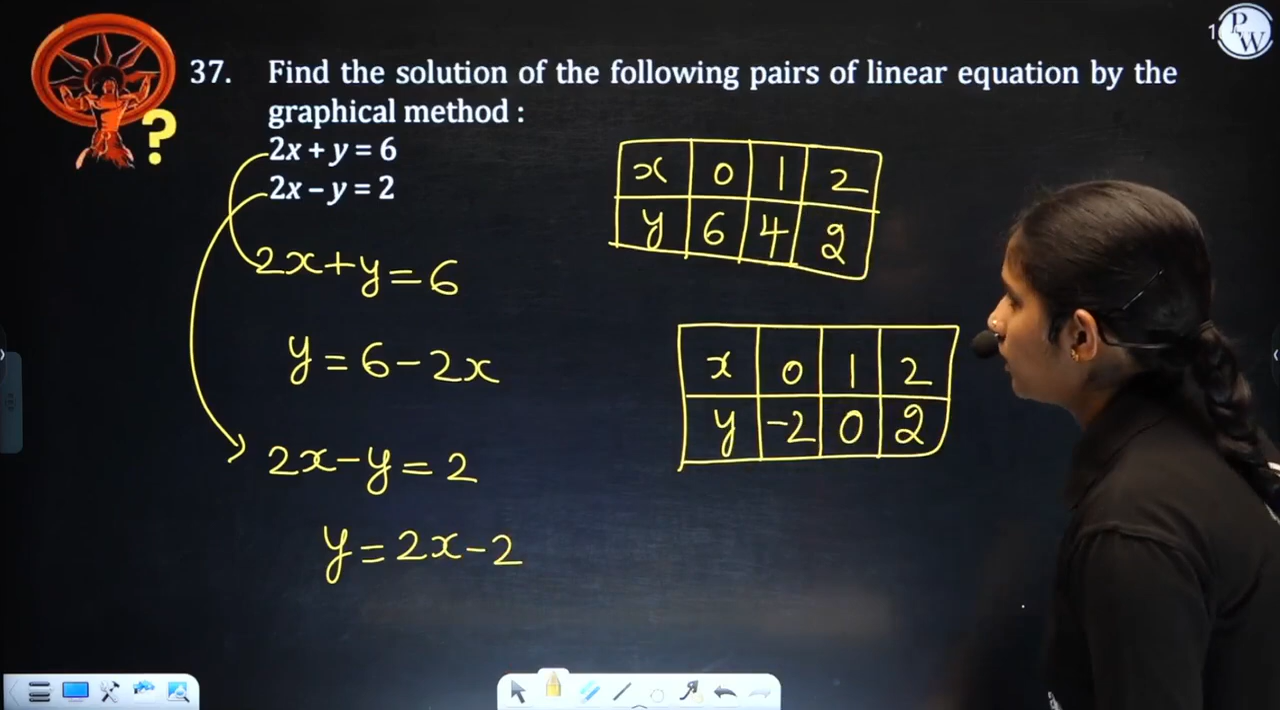 37. Find the solution of the following pairs of linear equation by the
graphical method :
2x + y = 6
2x – y = 2
2x+y=6
y=6-2x
2x-y=2
y=2x-2
x 0 1 2
y 6 4 2
x 0 1 2
y -2 0 2
?
1
PW